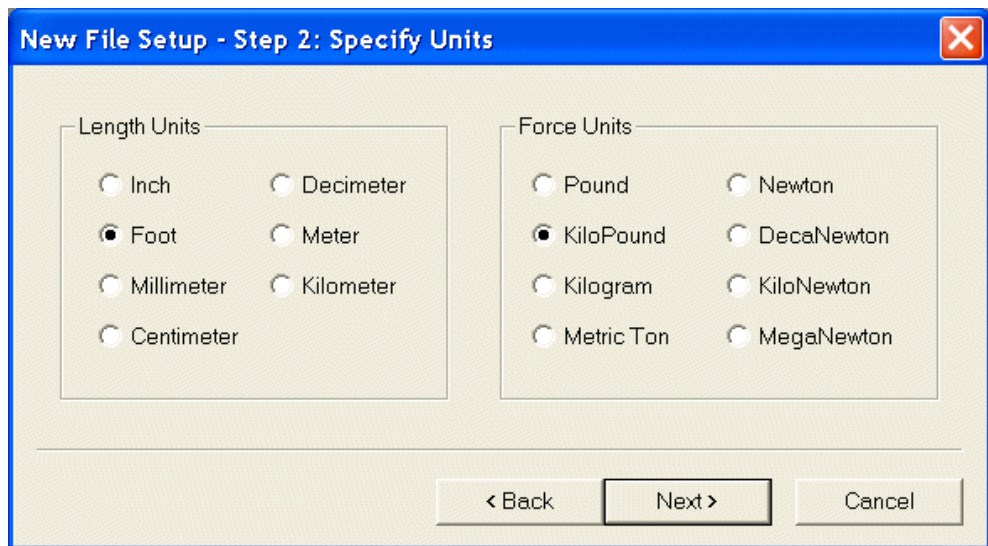 New File Setup - Step 2: Specify Units
Length Units
Inch
Decimeter
Foot
Meter
Millimeter
Kilometer
Centimeter
Force Units
Pound
Newton
KiloPound
DecaNewton
Kilogram
KiloNewton
Metric Ton
MegaNewton
< Back
Next >
Cancel